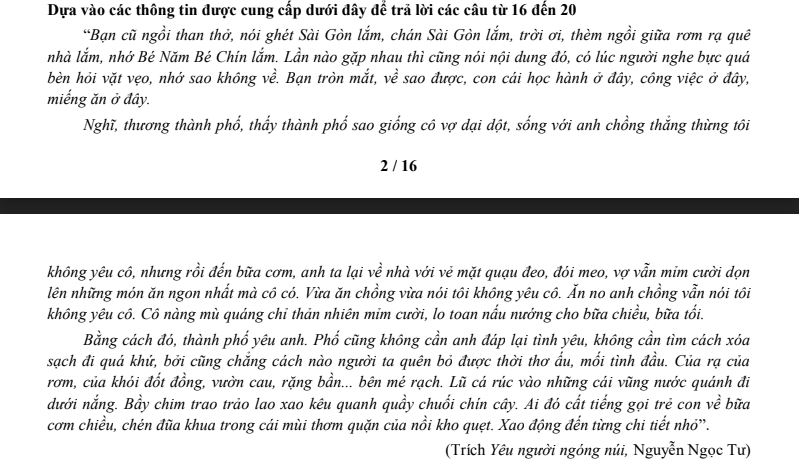 Dựa vào các thông tin được cung cấp dưới đây để trả lời các câu từ 16 đến 20
“Bạn cũ ngồi than thở, nói ghét Sài Gòn lắm, chán Sài Gòn lắm, trời ơi, thèm ngồi giữa rơm rạ quê
nhà lắm, nhớ Bé Năm Bé Chín lắm. Lần nào gặp nhau thì cũng nói nội dung đó, có lúc người nghe bực quá
bèn hỏi vặt vẹo, nhớ sao không về. Bạn tròn mắt, về sao được, con cái học hành ở đây, công việc ở đây,
miếng ăn ở đây.
Nghĩ, thương thành phố, thấy thành phố sao giống cô vợ dại dột, sống với anh chồng thẳng thừng tôi
2 / 16
không yêu cô, nhưng rồi đến bữa cơm, anh ta lại về nhà với vẻ mặt quạu đeo, đói meo, vợ vẫn mỉm cười dọn
lên những món ăn ngon nhất mà cô có. Vừa ăn chồng vừa nói tôi không yêu cô. Ăn no anh chồng vẫn nói tôi
không yêu cô. Cô nàng mù quáng chỉ thản nhiên mỉm cười, lo toan nấu nướng cho bữa chiều, bữa tối.
Bằng cách đó, thành phố yêu anh. Phố cũng không cần anh đáp lại tình yêu, không cần tìm cách xóa
sạch đi quá khứ, bởi cũng chẳng cách nào người ta quên bỏ được thời thơ ấu, mối tình đầu. Của rạ của
rơm, của khói đốt đồng, vườn cau, rặng bần... bên mé rạch. Lũ cá rúc vào những cái vũng nước quánh đi
dưới nắng. Bầy chim trao trảo lao xao kêu quanh quầy chuối chín cây. Ai đó cất tiếng gọi trẻ con về bữa
cơm chiều, chén đũa khua trong cái mùi thơm quặn của nồi kho quẹt. Xao động đến từng chi tiết nhỏ”.
(Trích Yêu người ngóng núi, Nguyễn Ngọc Tư)